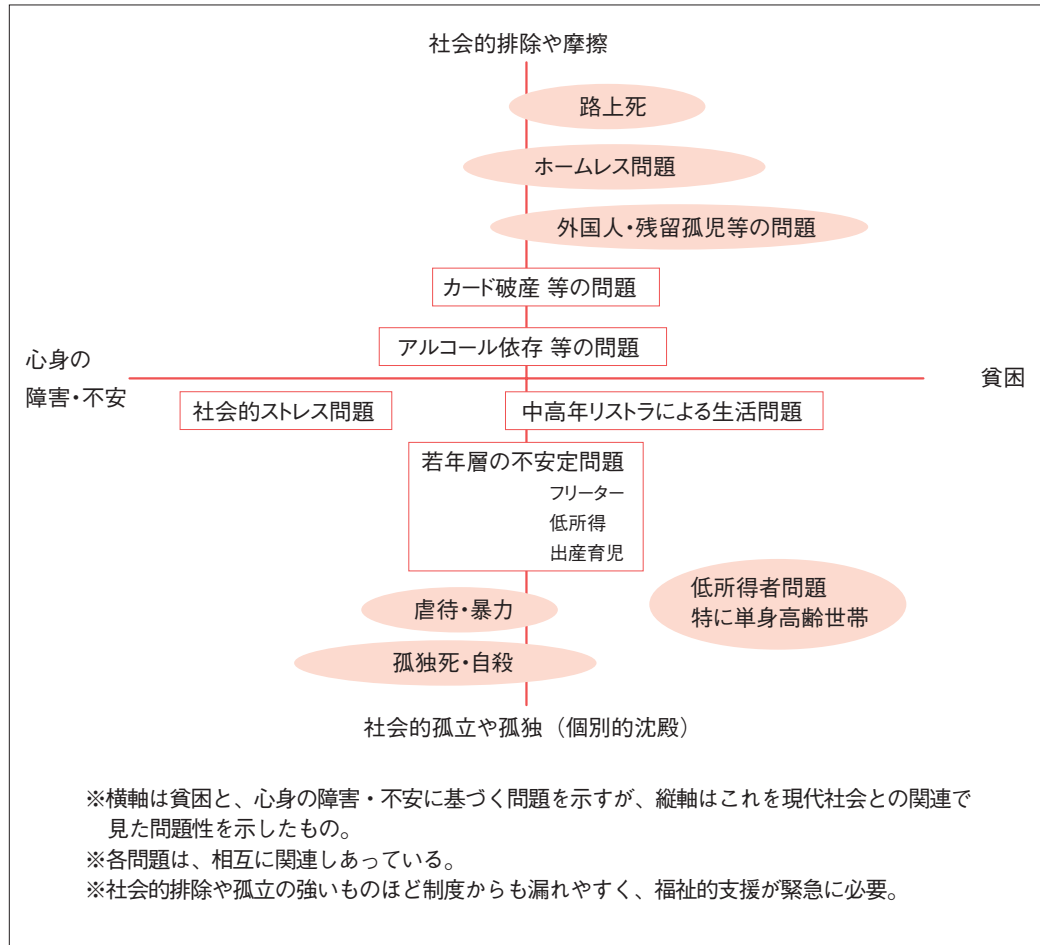 社会的排除や摩擦
路上死
ホームレス問題
外国人・残留孤児等の問題
カード破産 等の問題
アルコール依存 等の問題
心身の
障害・不安
貧困
社会的ストレス問題
中高年リストラによる生活問題
若年層の不安定問題
フリーター
低所得
出産育児
低所得者問題
特に単身高齢世帯
虐待・暴力
孤独死・自殺
社会的孤立や孤独（個別的沈殿）
※横軸は貧困と、心身の障害・不安に基づく問題を示すが、縦軸はこれを現代社会との関連で
見た問題性を示したもの。
※各問題は、相互に関連しあっている。
※社会的排除や孤立の強いものほど制度からも漏れやすく、福祉的支援が緊急に必要。